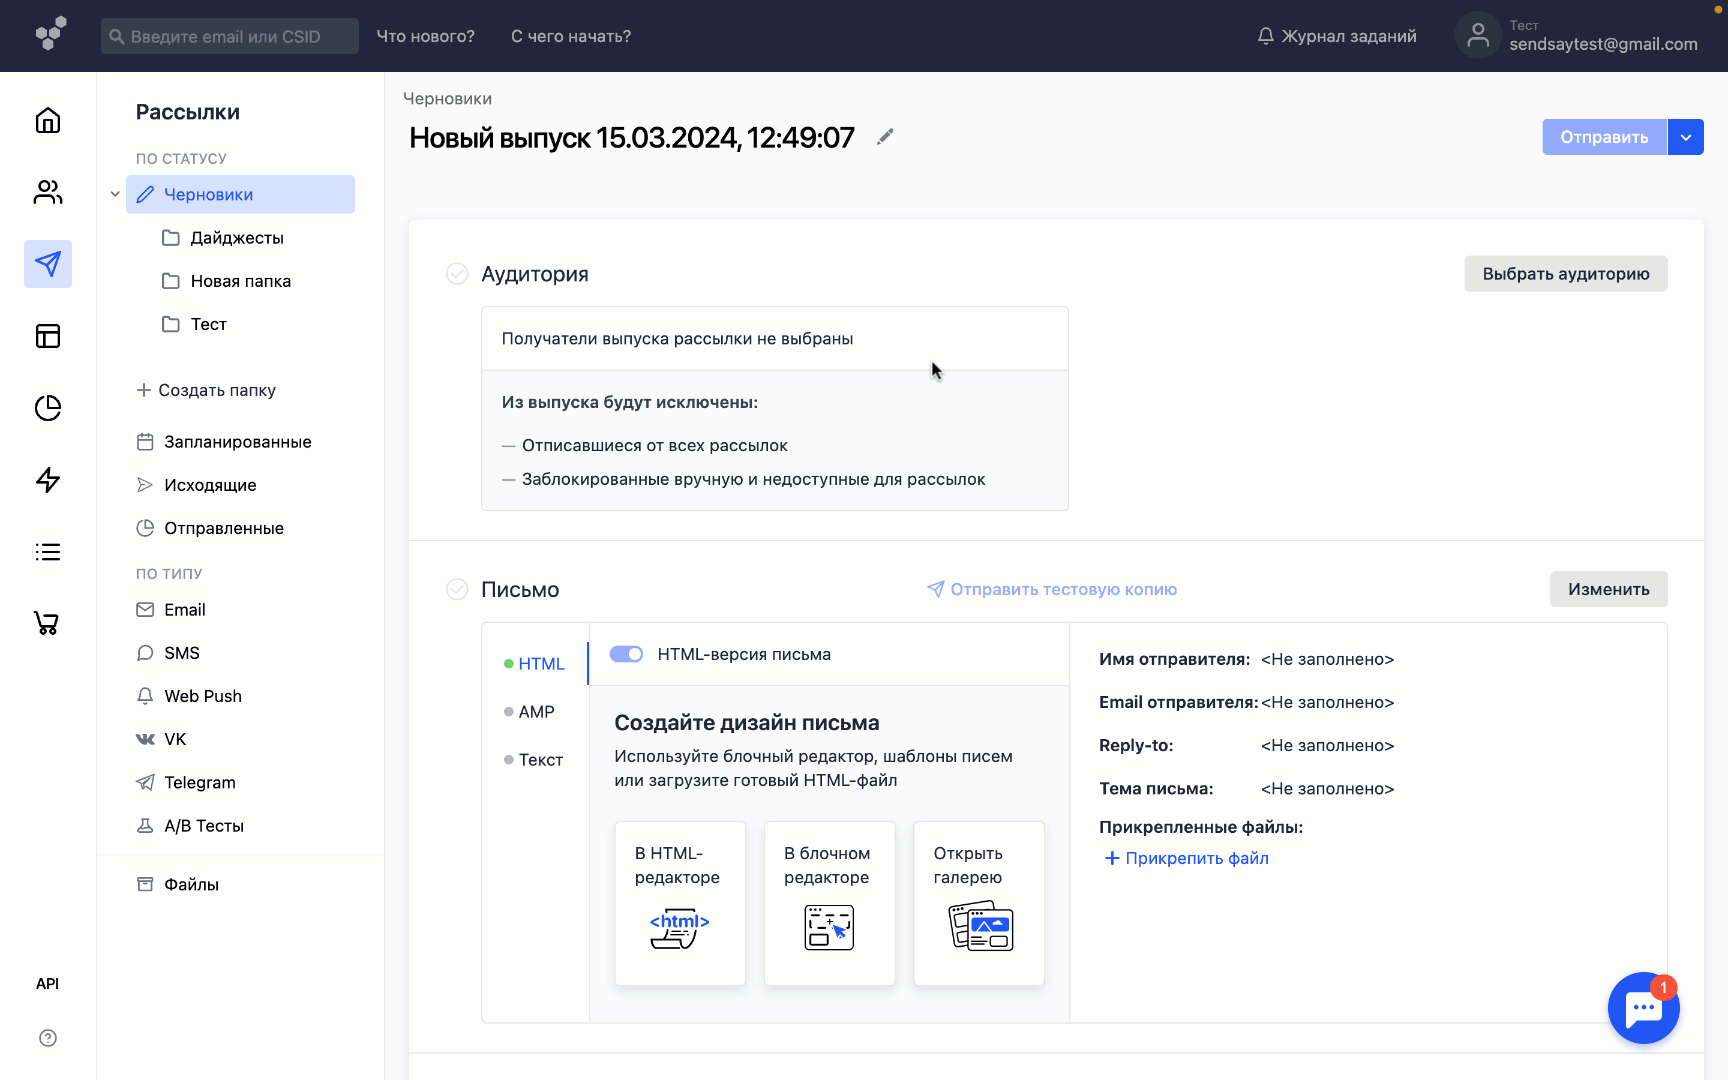 Введите email или CSID
Что нового?
С чего начать?
Журнал заданий
Тест
sendsaytest@gmail.com
Рассылки
ПО СТАТУСУ
Черновики
Дайджесты
Новая папка
Тест
Создать папку
Запланированные
Исходящие
Отправленные
ПО ТИПУ
Email
SMS
Web Push
VK
Telegram
A/B Тесты
Файлы
API
Черновики
Новый выпуск 15.03.2024, 12:49:07
Отправить
Аудитория
Выбрать аудиторию
Получатели выпуска рассылки не выбраны
Из выпуска будут исключены:
— Отписавшиеся от всех рассылок
— Заблокированные вручную и недоступные для рассылок
Письмо
Отправить тестовую копию
Изменить
HTML
AMP
Текст
HTML-версия письма
Создайте дизайн письма
Используйте блочный редактор, шаблоны писем
или загрузите готовый HTML-файл
В HTML-
редакторе
<html>
В блочном
редакторе
Открыть
галерею
Имя отправителя: <Не заполнено>
Email отправителя: <Не заполнено>
Reply-to: <Не заполнено>
Тема письма: <Не заполнено>
Прикрепленные файлы:
+ Прикрепить файл
1